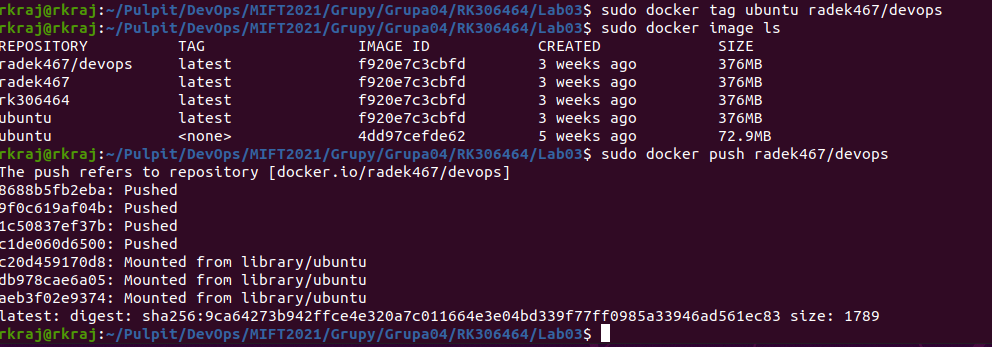 rkraj@rkraj:~/Pulpit/DevOps/MIFT2021/Grupy/Grupa04/RK306464/Lab03$ sudo docker tag ubuntu radek467/devops
rkraj@rkraj:~/Pulpit/DevOps/MIFT2021/Grupy/Grupa04/RK306464/Lab03$ sudo docker image ls
REPOSITORY TAG IMAGE ID CREATED SIZE
radek467/devops latest f920e7c3cbfd 3 weeks ago 376MB
radek467 latest f920e7c3cbfd 3 weeks ago 376MB
rk306464 latest f920e7c3cbfd 3 weeks ago 376MB
ubuntu latest f920e7c3cbfd 3 weeks ago 376MB
ubuntu <none> 4dd97cefde62 5 weeks ago 72.9MB
rkraj@rkraj:~/Pulpit/DevOps/MIFT2021/Grupy/Grupa04/RK306464/Lab03$ sudo docker push radek467/devops
The push refers to repository [docker.io/radek467/devops]
8688b5fb2eba: Pushed
9f0c619af04b: Pushed
1c50837ef37b: Pushed
c1de060d6500: Pushed
c20d459170d8: Mounted from library/ubuntu
db978cae6a05: Mounted from library/ubuntu
aeb3f02e9374: Mounted from library/ubuntu
latest: digest: sha256:9ca64273b942ffce4e320a7c011664e3e04bd339f77ff0985a33946ad561ec83 size: 1789
rkraj@rkraj:~/Pulpit/DevOps/MIFT2021/Grupy/Grupa04/RK306464/Lab03$